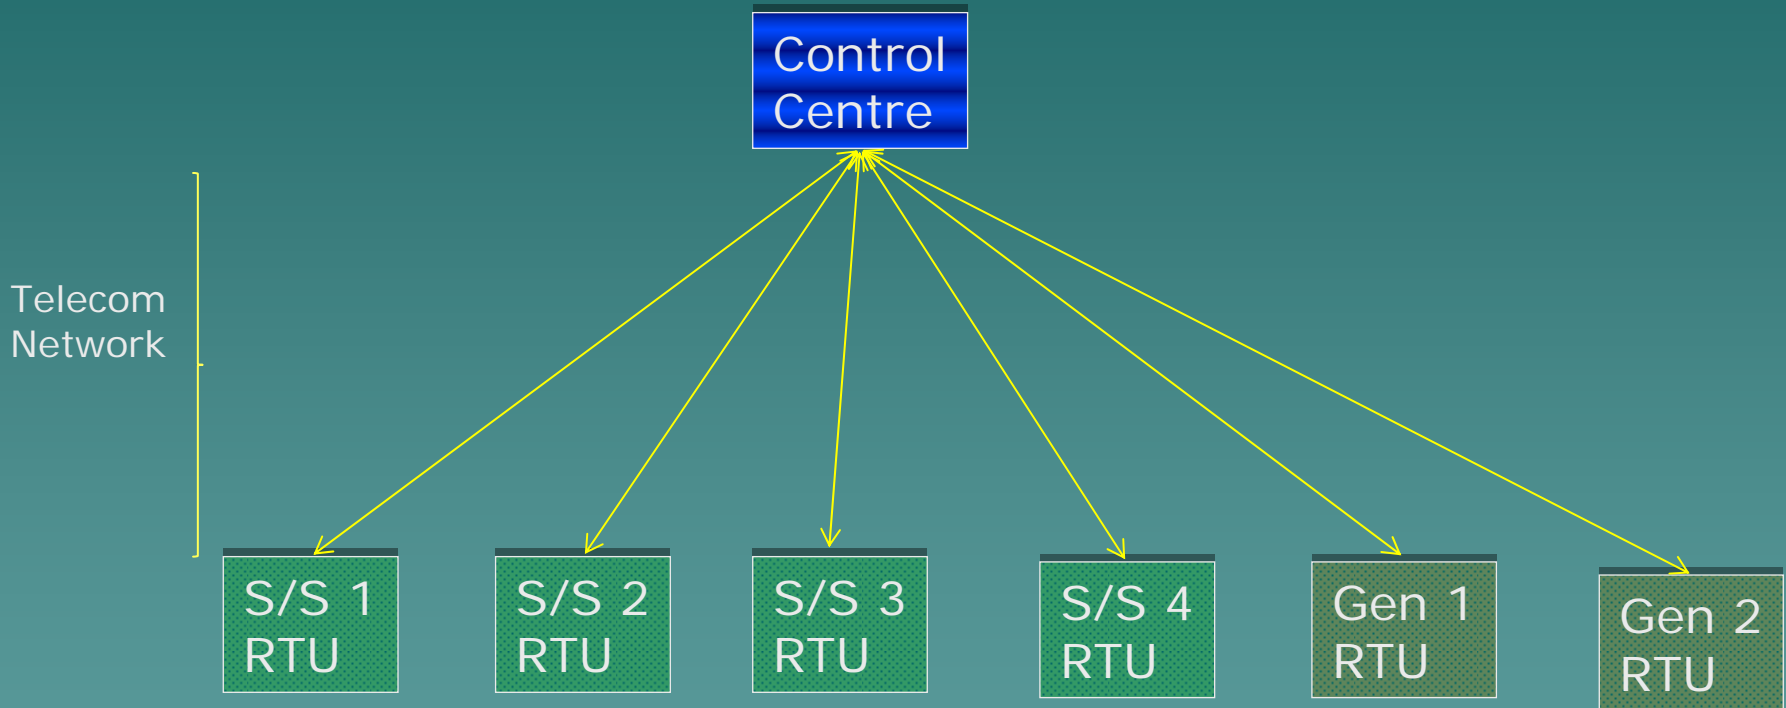 Control
Centre
Telecom
Network
S/S 1
RTU
S/S 2
RTU
S/S 3
RTU
S/S 4
RTU
Gen 1
RTU
Gen 2
RTU